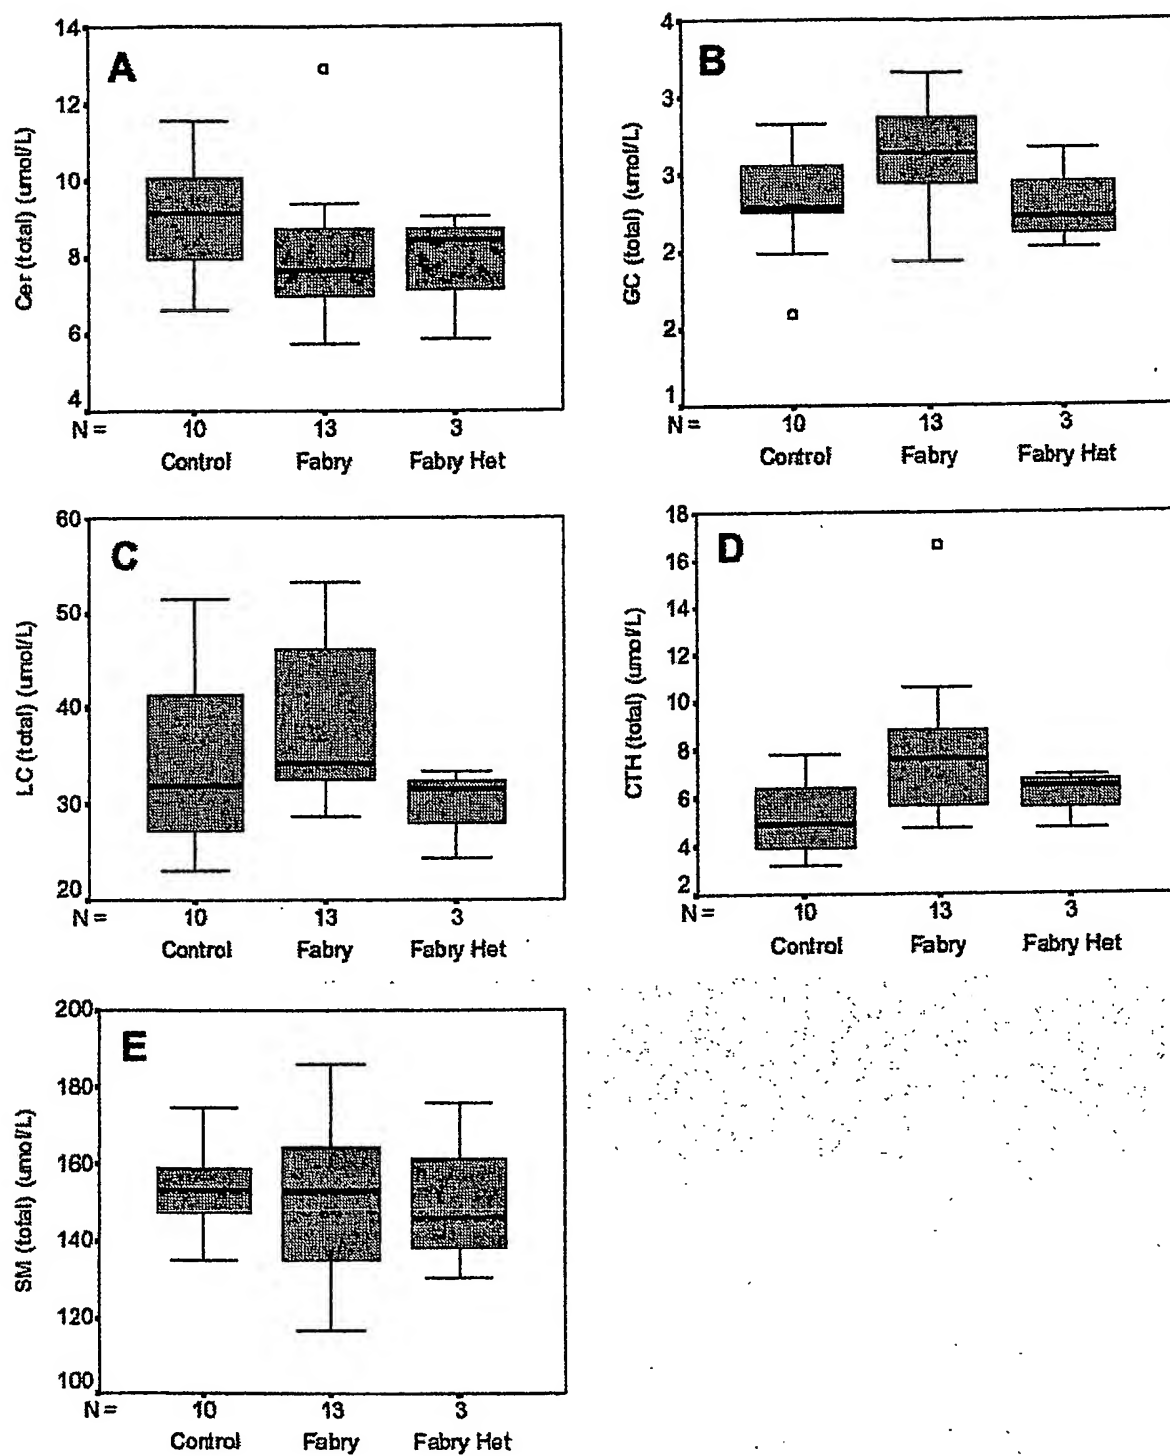 A
Cer (total) (umol/L)
14
12
10
8
6
4
N = 10 13 3
Control Fabry Fabry Het
B
GC (total) (umol/L)
4
3
3
2
2
1
N = 10 13 3
Control Fabry Fabry Het
C
LC (total) (umol/L)
60
50
40
30
20
N = 10 13 3
Control Fabry Fabry Het
D
CTH (total) (umol/L)
18
16
14
12
10
8
6
4
2
N = 10 13 3
Control Fabry Fabry Het
E
SM (total) (umol/L)
200
180
160
140
120
100
N = 10 13 3
Control Fabry Fabry Het